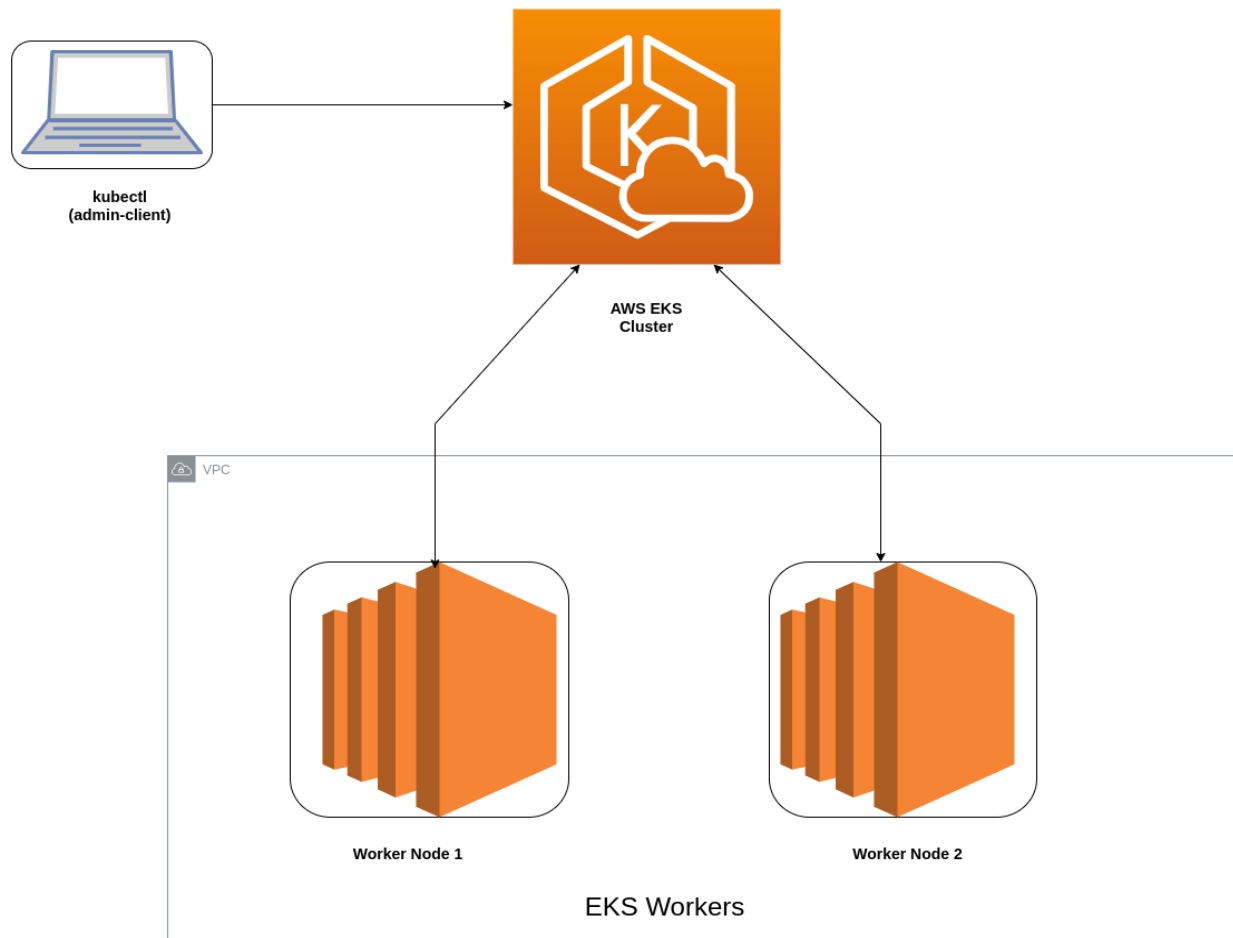 kubectl
(admin-client)
K
AWS EKS
Cluster
VPC
Worker Node 1
Worker Node 2
EKS Workers